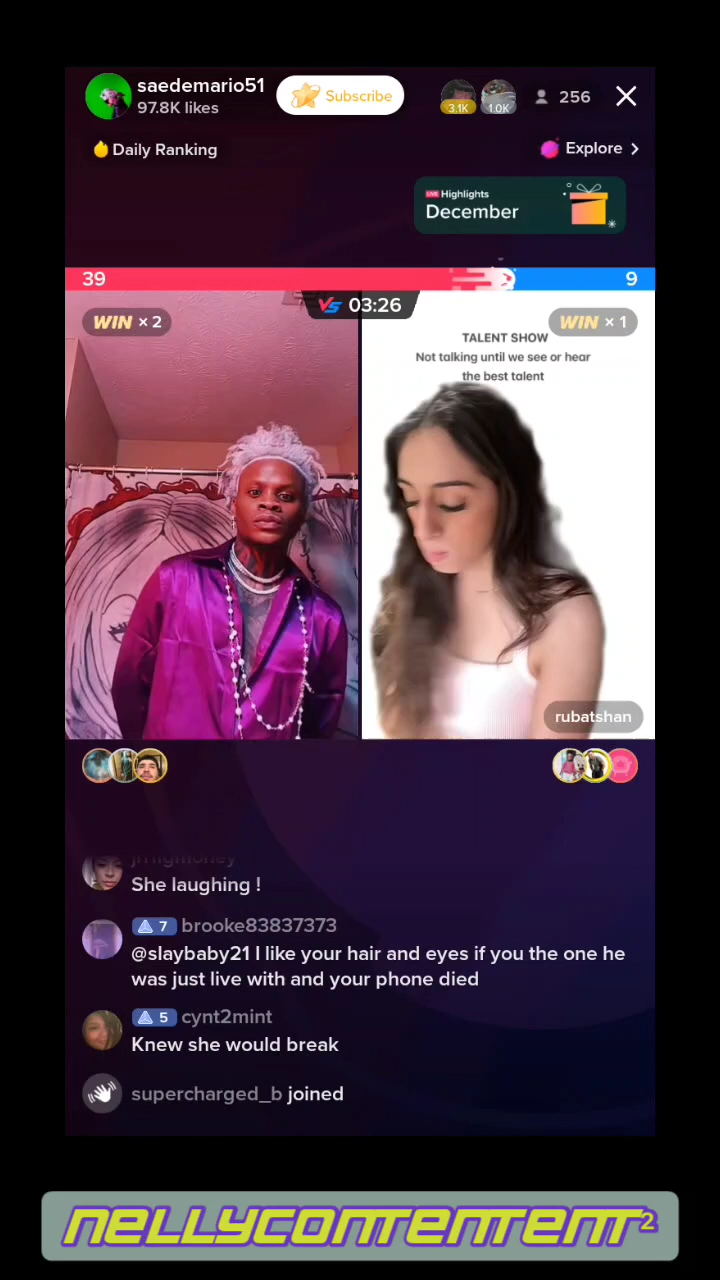 saedemario51
97.8K likes
Subscribe
3.1K
1.0K
256
Daily Ranking
Explore
LIVE Highlights
December
39
9
VS 03:26
WIN × 2
WIN × 1
TALENT SHOW
Not talking until we see or hear
the best talent
rubatshan
She laughing !
7 brooke83837373
@slaybaby21 I like your hair and eyes if you the one he
was just live with and your phone died
5 cynt2mint
Knew she would break
supercharged_b joined
NELLYCONTENTENT²